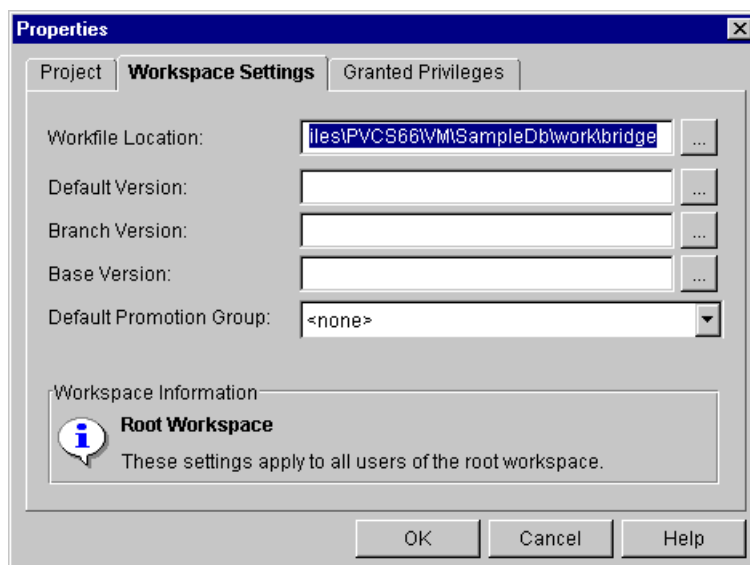 Properties
Project Workspace Settings Granted Privileges
Workfile Location: iles\PVCS66\VM\SampleDb\work\bridge ...
Default Version: ...
Branch Version: ...
Base Version: ...
Default Promotion Group: <none>
Workspace Information
Root Workspace
These settings apply to all users of the root workspace.
OK Cancel Help